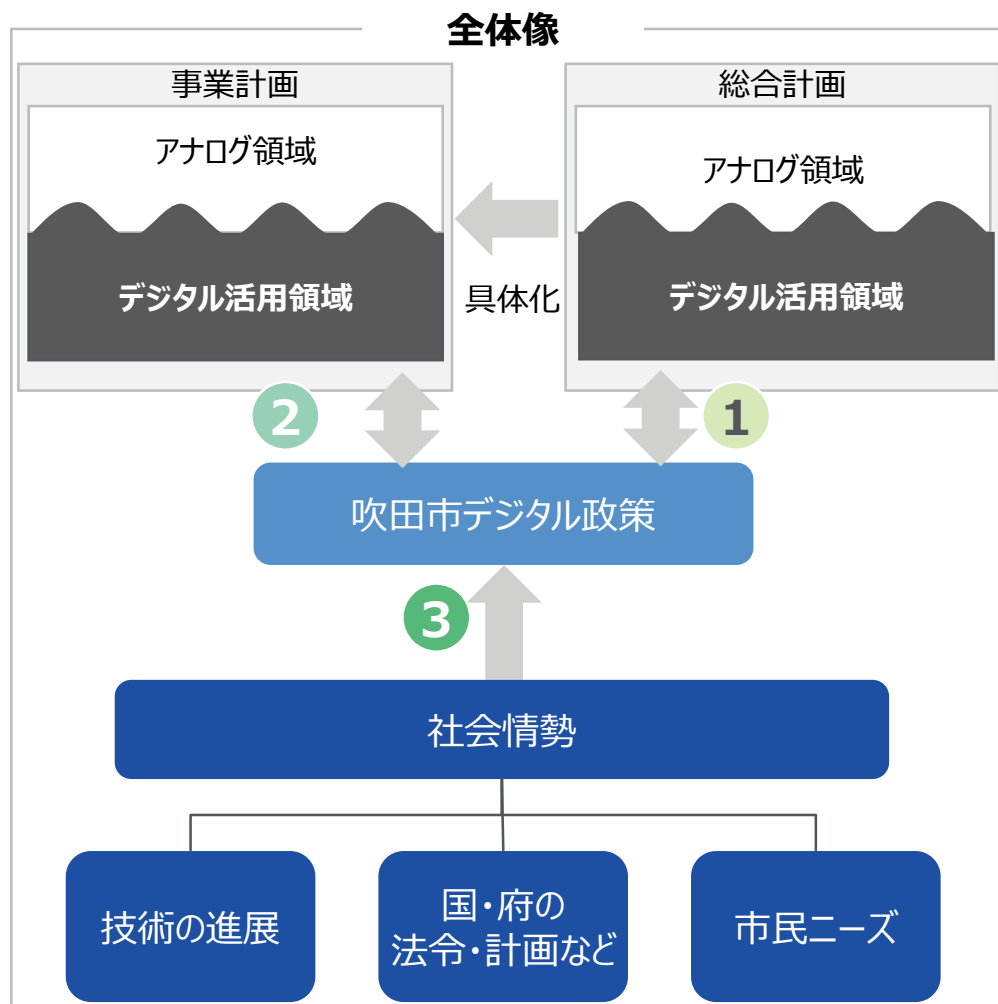 全体像
事業計画
総合計画
アナログ領域
アナログ領域
デジタル活用領域
具体化
デジタル活用領域
2
1
吹田市デジタル政策
3
社会情勢
技術の進展
国・府の
法令・計画など
市民ニーズ